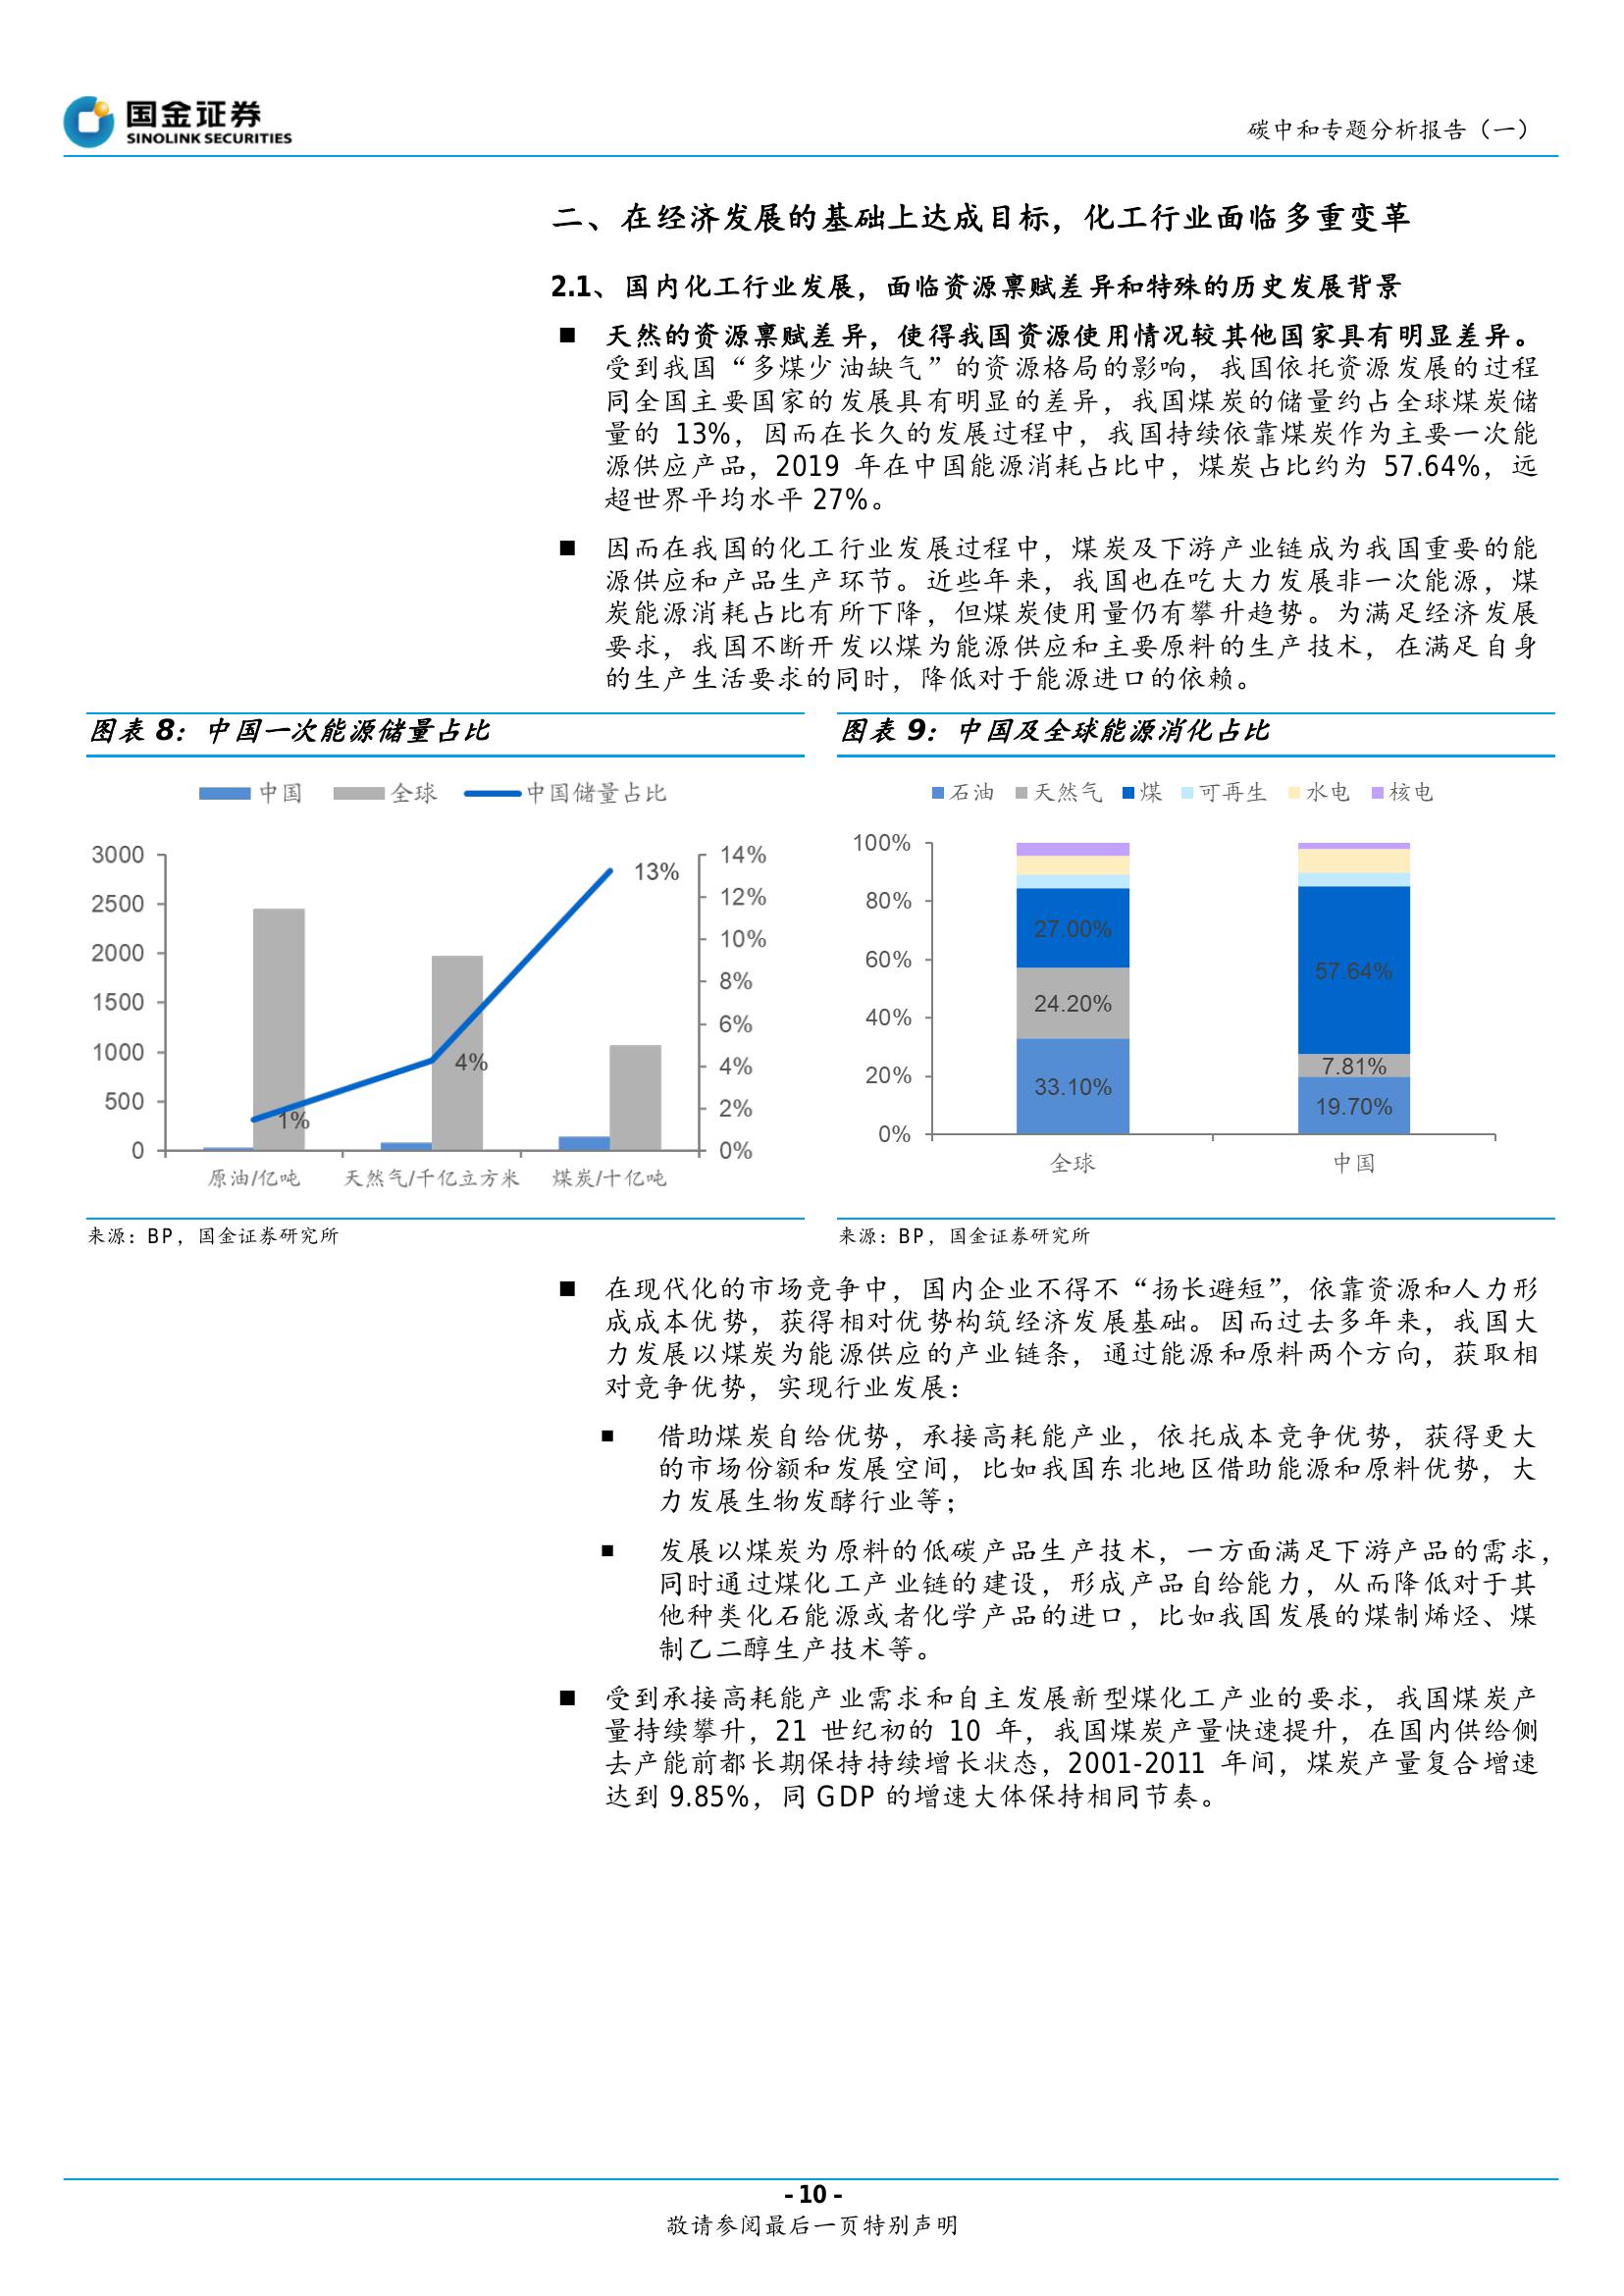 国金证券
SINOLINK SECURITIES
碳中和专题分析报告（一）
二、在经济发展的基础上达成目标，化工行业面临多重变革
2.1、国内化工行业发展，面临资源禀赋差异和特殊的历史发展背景
■ 天然的资源禀赋差异，使得我国资源使用情况较其他国家具有明显差异。
受到我国“多煤少油缺气”的资源格局的影响，我国依托资源发展的过程
同全国主要国家的发展具有明显的差异，我国煤炭的储量约占全球煤炭储
量的 13%，因而在长久的发展过程中，我国持续依靠煤炭作为主要一次能
源供应产品，2019 年在中国能源消耗占比中，煤炭占比约为 57.64%，远
超世界平均水平 27%。
■ 因而在我国的化工行业发展过程中，煤炭及下游产业链成为我国重要的能
源供应和产品生产环节。近些年来，我国也在吃大力发展非一次能源，煤
炭能源消耗占比有所下降，但煤炭使用量仍有攀升趋势。为满足经济发展
要求，我国不断开发以煤为能源供应和主要原料的生产技术，在满足自身
的生产生活要求的同时，降低对于能源进口的依赖。
图表 8：中国一次能源储量占比
中国 全球 中国储量占比
3000
2500
2000
1500
1000
500
0
14%
12%
10%
8%
6%
4%
2%
0%
13%
4%
1%
原油/亿吨 天然气/千亿立方米 煤炭/十亿吨
来源：BP，国金证券研究所
图表 9：中国及全球能源消化占比
石油 天然气 煤 可再生 水电 核电
100%
80%
60%
40%
20%
0%
27.00%
24.20%
33.10%
57.64%
7.81%
19.70%
全球 中国
来源：BP，国金证券研究所
■ 在现代化的市场竞争中，国内企业不得不“扬长避短”，依靠资源和人力形
成成本优势，获得相对优势构筑经济发展基础。因而过去多年来，我国大
力发展以煤炭为能源供应的产业链条，通过能源和原料两个方向，获取相
对竞争优势，实现行业发展：
■ 借助煤炭自给优势，承接高耗能产业，依托成本竞争优势，获得更大
的市场份额和发展空间，比如我国东北地区借助能源和原料优势，大
力发展生物发酵行业等；
■ 发展以煤炭为原料的低碳产品生产技术，一方面满足下游产品的需求，
同时通过煤化工产业链的建设，形成产品自给能力，从而降低对于其
他种类化石能源或者化学产品的进口，比如我国发展的煤制烯烃、煤
制乙二醇生产技术等。
■ 受到承接高耗能产业需求和自主发展新型煤化工产业的要求，我国煤炭产
量持续攀升，21 世纪初的 10 年，我国煤炭产量快速提升，在国内供给侧
去产能前都长期保持持续增长状态，2001-2011 年间，煤炭产量复合增速
达到 9.85%，同 GDP 的增速大体保持相同节奏。
- 10 -
敬请参阅最后一页特别声明